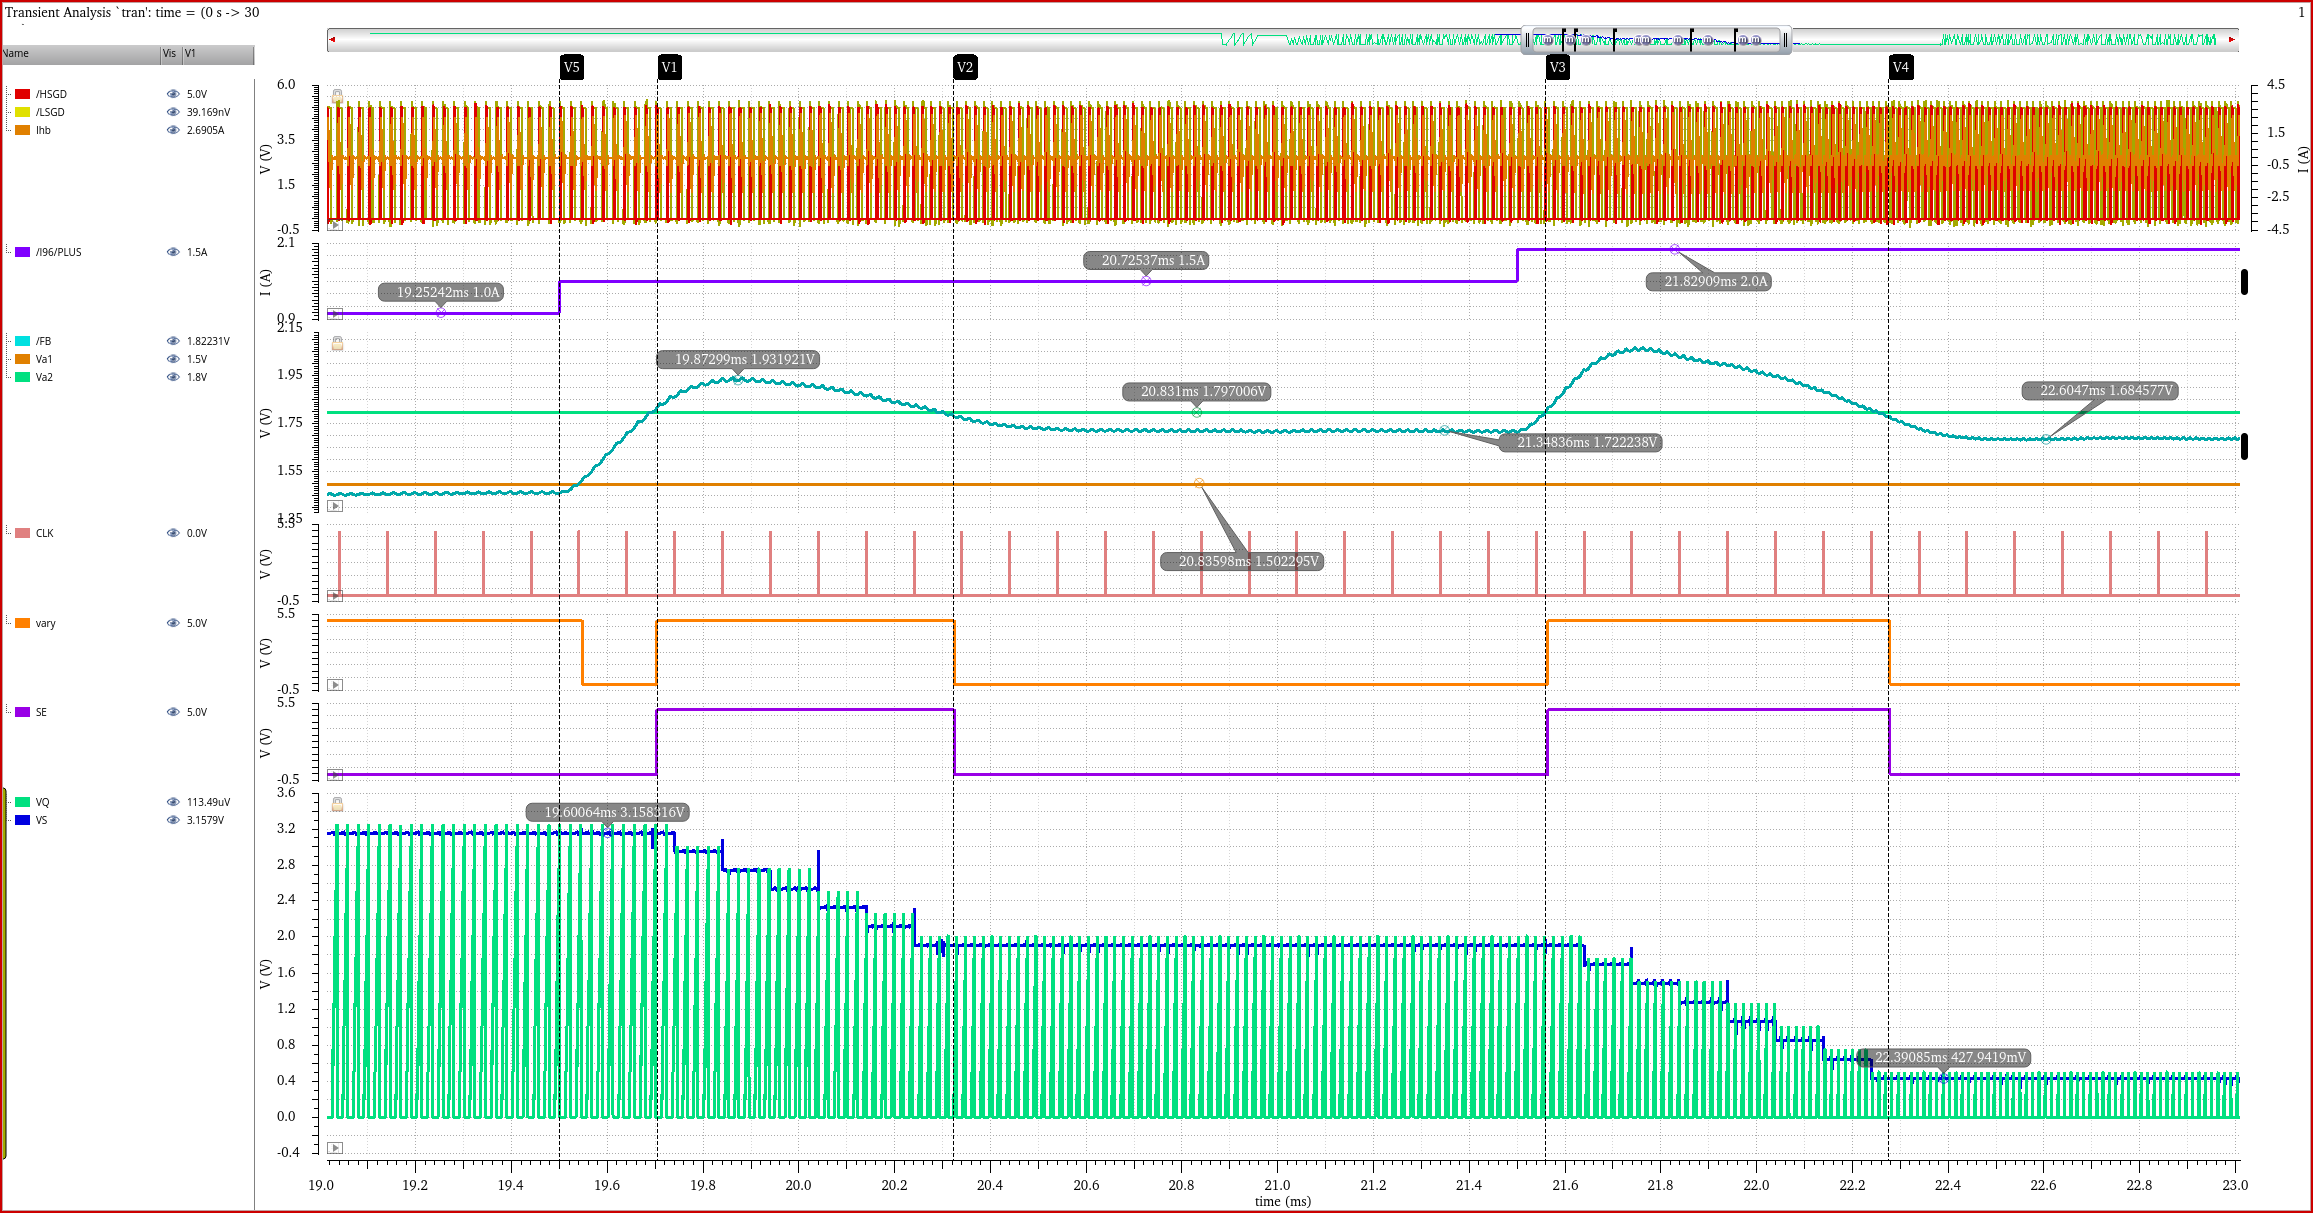 Transient Analysis `tran': time = (0 s -> 30
1
Name Vis V1
V5 V1 V2 V3 V4
/HSGD 5.0V
/LSGD 39.169nV
Ihb 2.6905A
6.0
3.5
1.5
-0.5
V (V)
4.5
1.5
-0.5
-2.5
-4.5
I (A)
/I96/PLUS 1.5A
2.1
0.9
I (A)
19.25242ms 1.0A
20.72537ms 1.5A
21.82909ms 2.0A
/FB 1.82231V
Va1 1.5V
Va2 1.8V
2.15
1.95
1.75
1.55
1.35
V (V)
19.87299ms 1.931921V
20.831ms 1.797006V
21.34836ms 1.722238V
22.6047ms 1.684577V
20.83598ms 1.502295V
CLK 0.0V
5.5
-0.5
V (V)
vary 5.0V
5.5
-0.5
V (V)
SE 5.0V
5.5
-0.5
V (V)
VQ 113.49uV
VS 3.1579V
3.6
3.2
2.8
2.4
2.0
1.6
1.2
0.8
0.4
0.0
-0.4
V (V)
19.60064ms 3.158316V
22.39085ms 427.9419mV
19.0 19.2 19.4 19.6 19.8 20.0 20.2 20.4 20.6 20.8 21.0 21.2 21.4 21.6 21.8 22.0 22.2 22.4 22.6 22.8 23.0
time (ms)